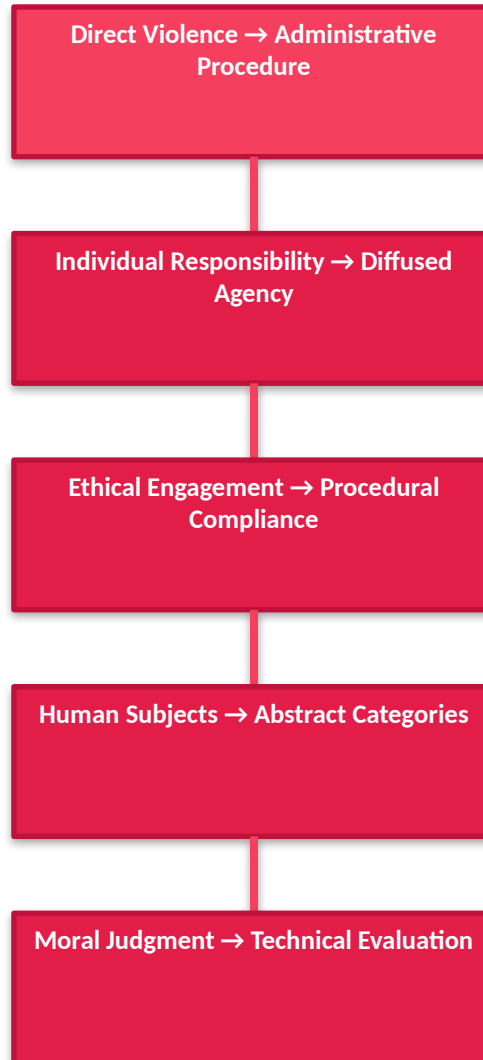 Direct Violence → Administrative
Procedure
Individual Responsibility → Diffused
Agency
Ethical Engagement → Procedural
Compliance
Human Subjects → Abstract Categories
Moral Judgment → Technical Evaluation